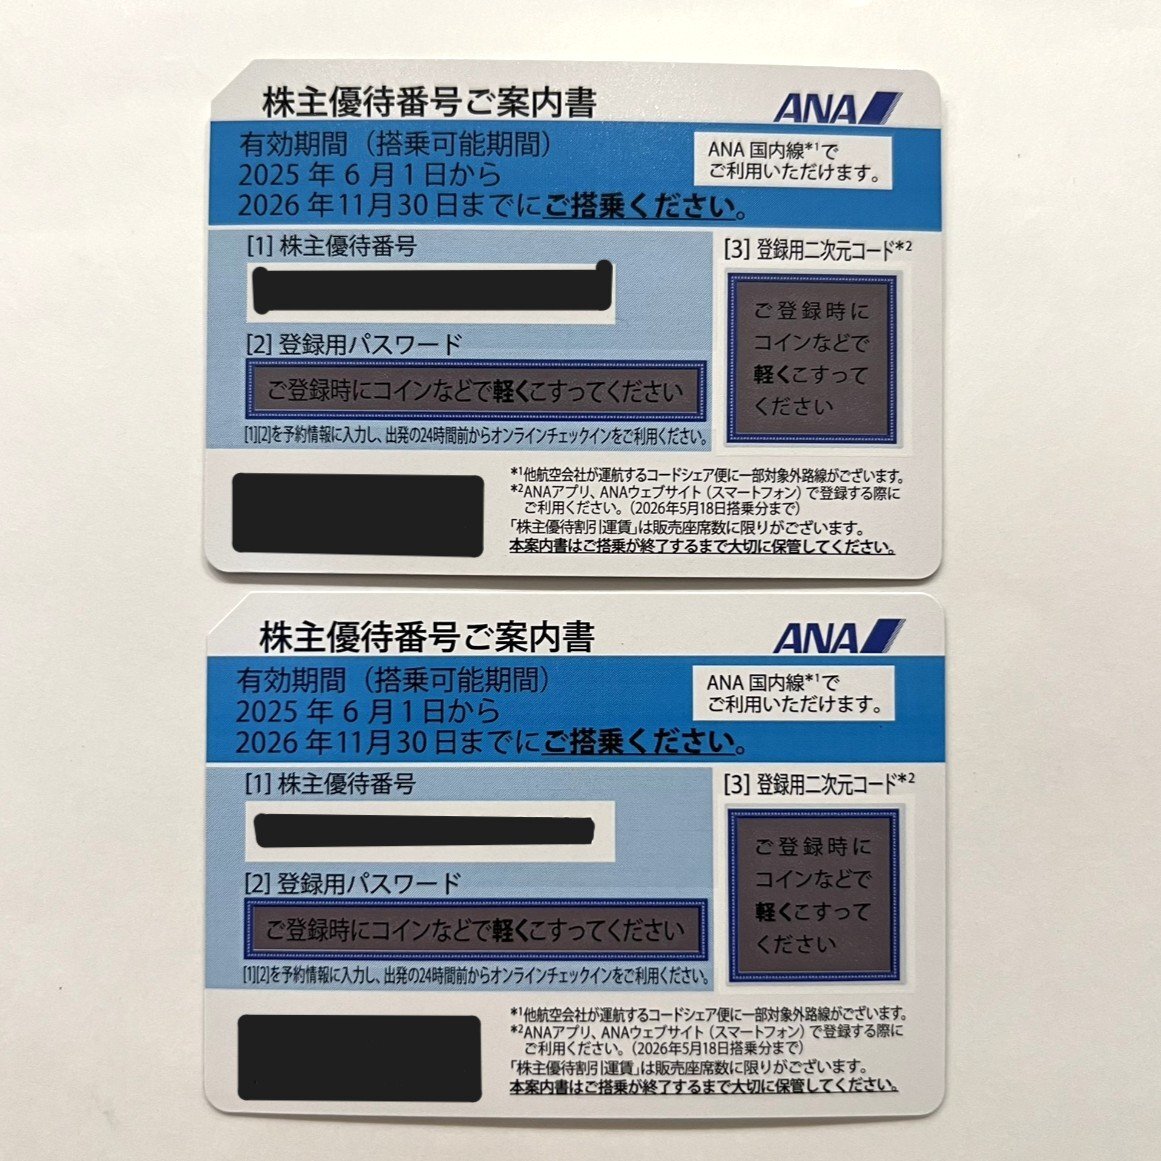 株主優待番号ご案内書
ANA
有効期間（搭乗可能期間）
2025 年 6 月 1 日から
2026 年 11月 30 日までにご搭乗ください。
ANA 国内線*1で
ご利用いただけます。
[1] 株主優待番号
[2] 登録用パスワード
ご登録時にコインなどで軽くこすってください
[1][2]を予約情報に入力し、出発の24時間前からオンラインチェックインをご利用ください。
[3] 登録用二次元コード*2
ご登録時に
コインなどで
軽くこすって
ください
*1他航空会社が運航するコードシェア便に一部対象外路線がございます。
*2ANAアプリ、ANAウェブサイト（スマートフォン）で登録する際に
ご利用ください。（2026年5月18日搭乗分まで）
「株主優待割引運賃」は販売座席数に限りがございます。
本案内書はご搭乗が終了するまで大切に保管してください。
株主優待番号ご案内書
ANA
有効期間（搭乗可能期間）
2025 年 6 月 1 日から
2026 年 11月 30 日までにご搭乗ください。
ANA 国内線*1で
ご利用いただけます。
[1] 株主優待番号
[2] 登録用パスワード
ご登録時にコインなどで軽くこすってください
[1][2]を予約情報に入力し、出発の24時間前からオンラインチェックインをご利用ください。
[3] 登録用二次元コード*2
ご登録時に
コインなどで
軽くこすって
ください
*1他航空会社が運航するコードシェア便に一部対象外路線がございます。
*2ANAアプリ、ANAウェブサイト（スマートフォン）で登録する際に
ご利用ください。（2026年5月18日搭乗分まで）
「株主優待割引運賃」は販売座席数に限りがございます。
本案内書はご搭乗が終了するまで大切に保管してください。